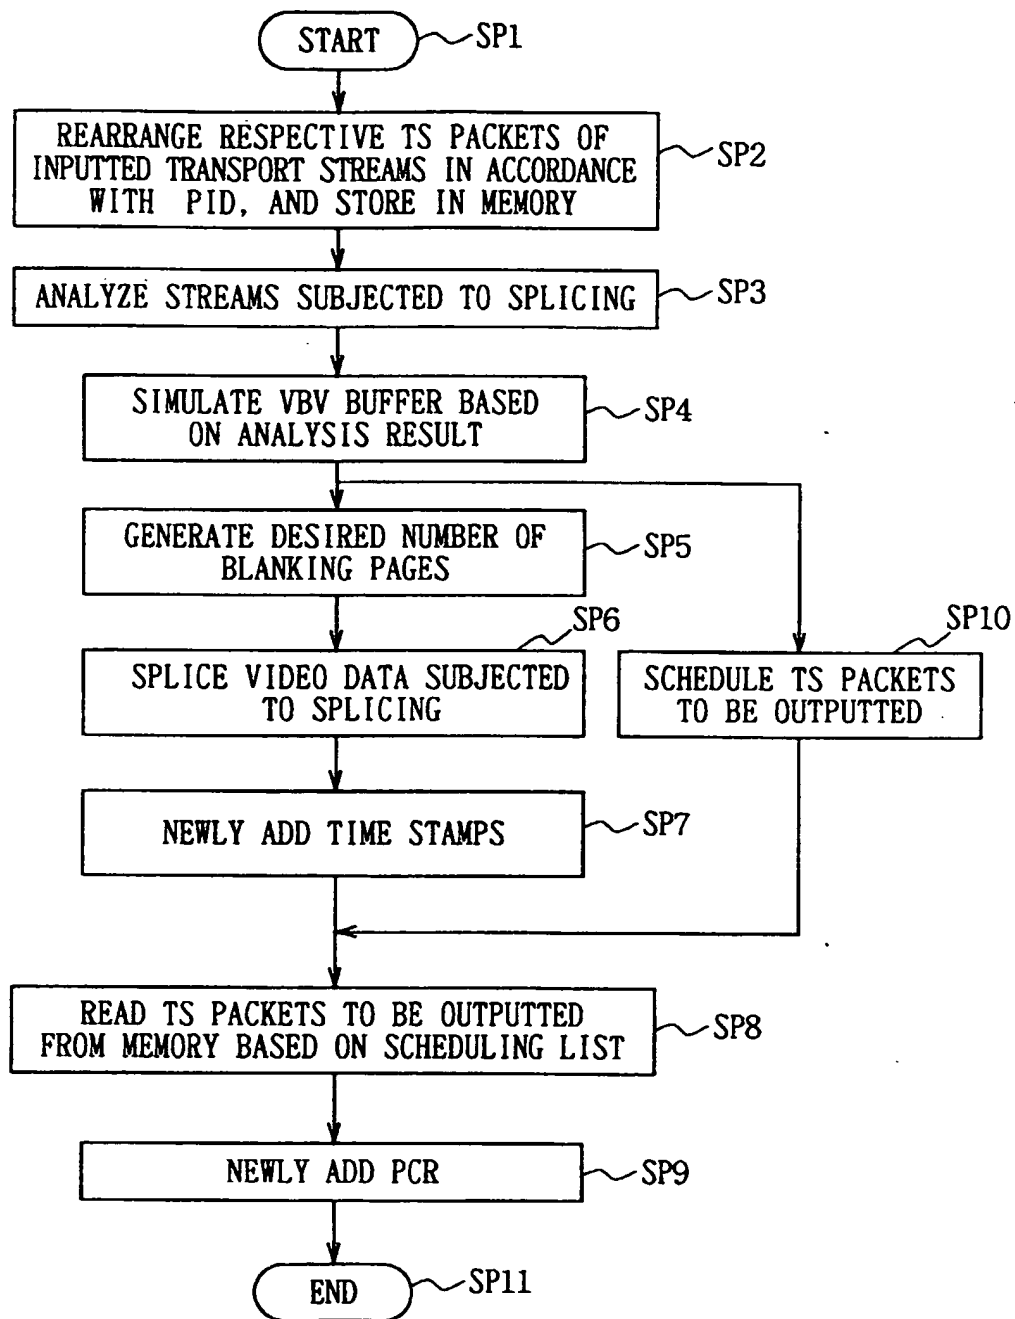 START
SP1
REARRANGE RESPECTIVE TS PACKETS OF
INPUTTED TRANSPORT STREAMS IN ACCORDANCE
WITH PID, AND STORE IN MEMORY
SP2
ANALYZE STREAMS SUBJECTED TO SPLICING
SP3
SIMULATE VBV BUFFER BASED
ON ANALYSIS RESULT
SP4
GENERATE DESIRED NUMBER OF
BLANKING PAGES
SP5
SP6
SPLICE VIDEO DATA SUBJECTED
TO SPLICING
SP10
SCHEDULE TS PACKETS
TO BE OUTPUTTED
NEWLY ADD TIME STAMPS
SP7
READ TS PACKETS TO BE OUTPUTTED
FROM MEMORY BASED ON SCHEDULING LIST
SP8
NEWLY ADD PCR
SP9
END
SP11